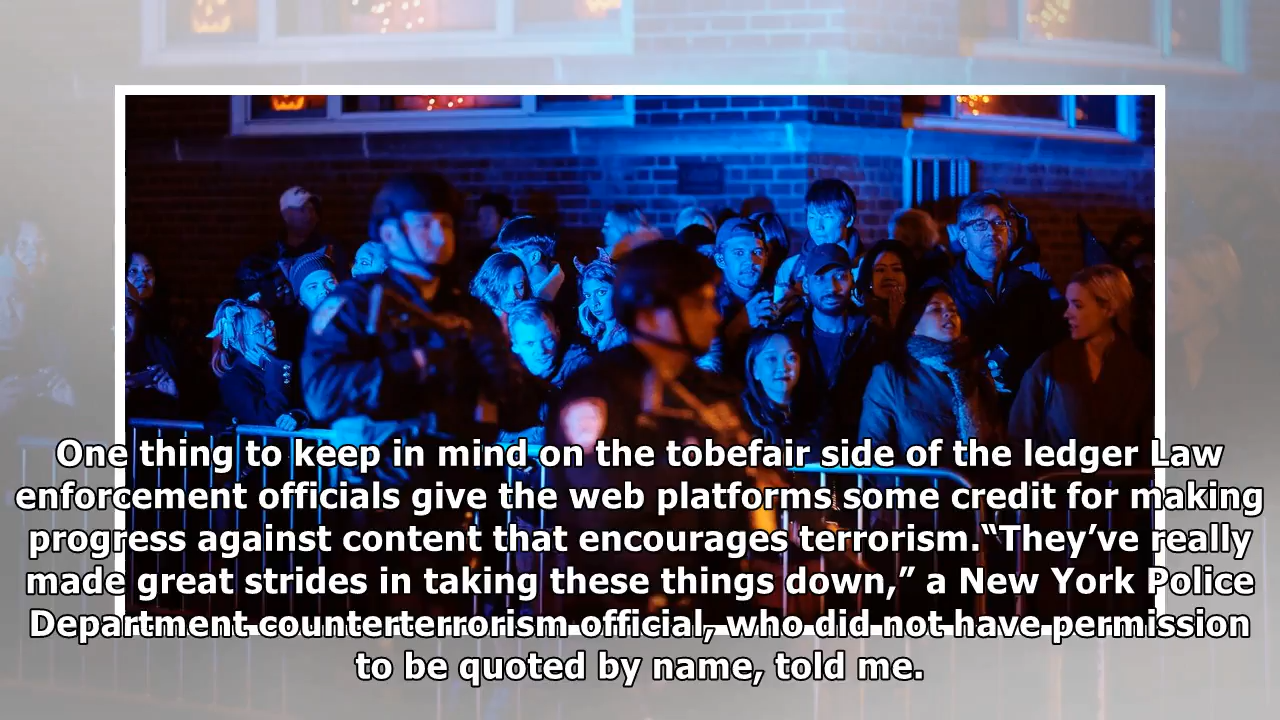 One thing to keep in mind on the tobefair side of the ledger Law
enforcement officials give the web platforms some credit for making
progress against content that encourages terrorism.“They’ve really
made great strides in taking these things down,” a New York Police
Department counterterrorism official, who did not have permission
to be quoted by name, told me.